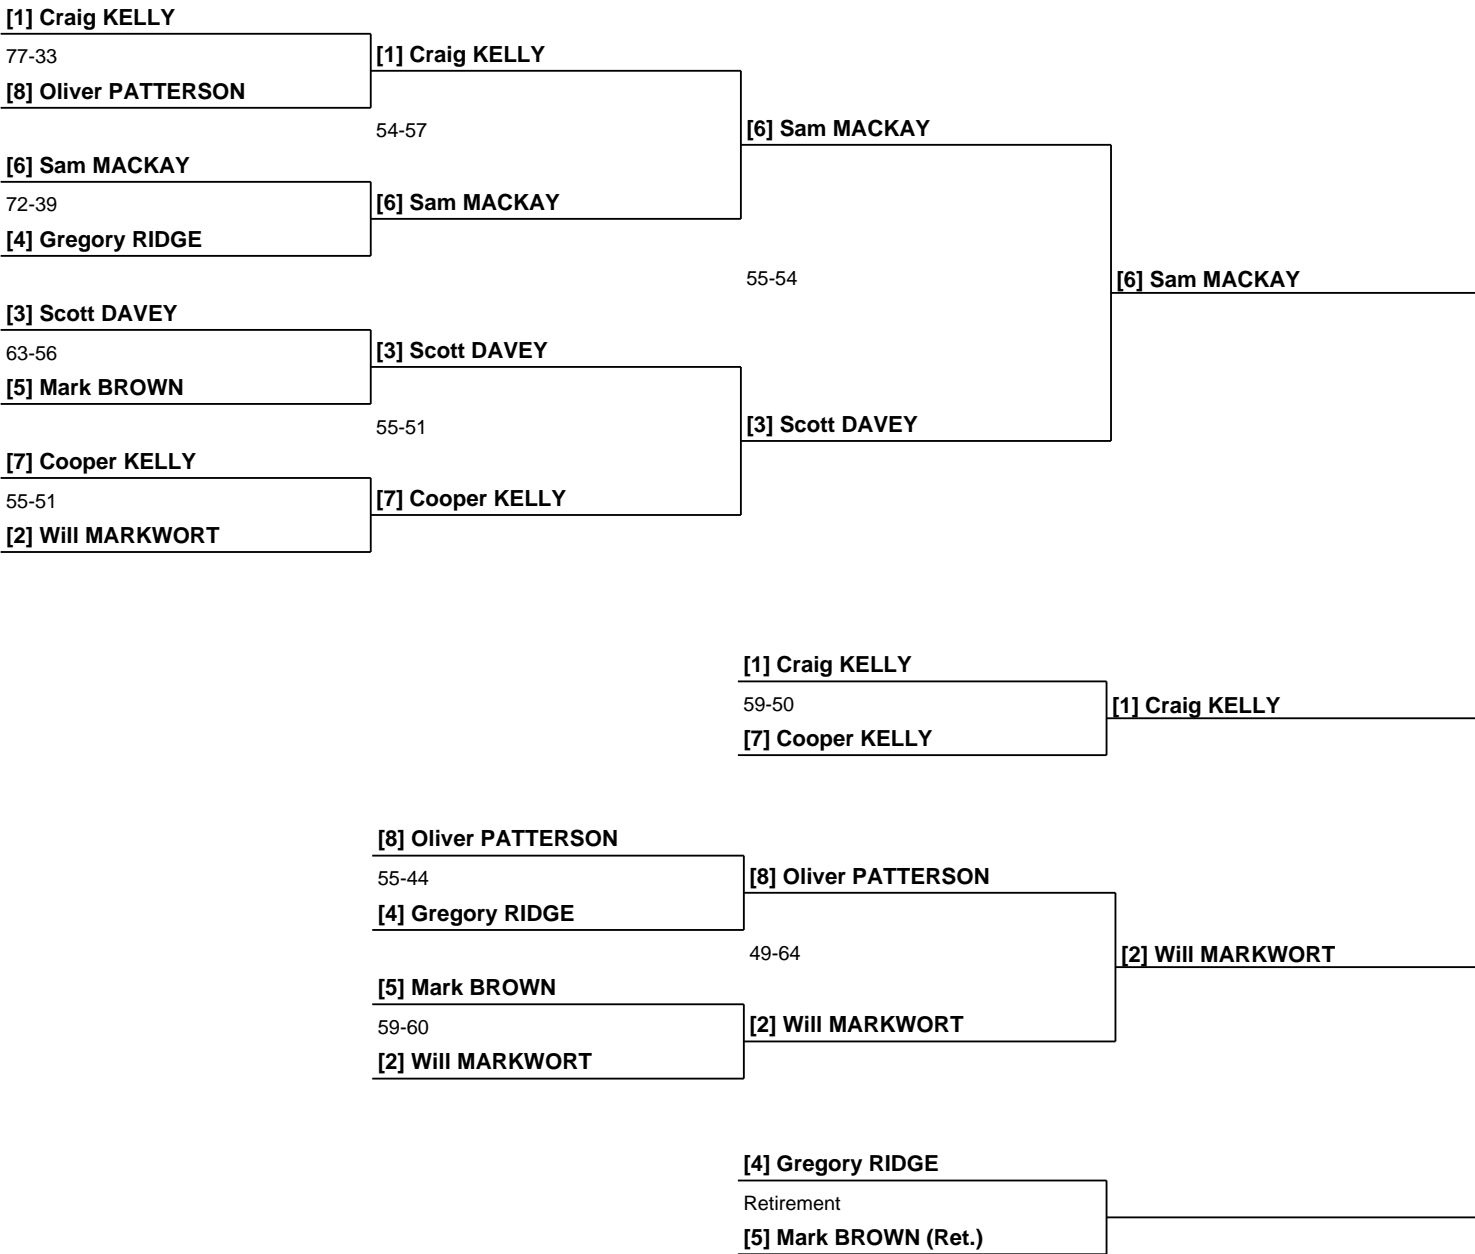 [1] Craig KELLY
77-33
[1] Craig KELLY
[8] Oliver PATTERSON
54-57
[6] Sam MACKAY
[6] Sam MACKAY
72-39
[6] Sam MACKAY
[4] Gregory RIDGE
55-54
[6] Sam MACKAY
[3] Scott DAVEY
63-56
[3] Scott DAVEY
[5] Mark BROWN
55-51
[3] Scott DAVEY
[7] Cooper KELLY
55-51
[7] Cooper KELLY
[2] Will MARKWORT
[1] Craig KELLY
59-50
[1] Craig KELLY
[7] Cooper KELLY
[8] Oliver PATTERSON
55-44
[8] Oliver PATTERSON
[4] Gregory RIDGE
49-64
[2] Will MARKWORT
[5] Mark BROWN
59-60
[2] Will MARKWORT
[2] Will MARKWORT
[4] Gregory RIDGE
Retirement
[5] Mark BROWN (Ret.)